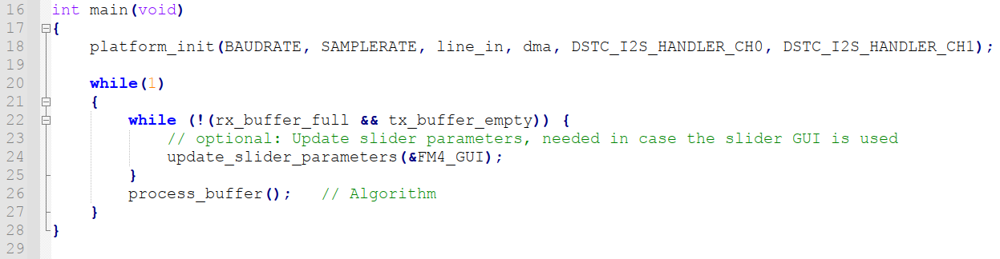 16 int main(void)
17 {
18     platform_init(BAUDRATE, SAMPLERATE, line_in, dma, DSTC_I2S_HANDLER_CH0, DSTC_I2S_HANDLER_CH1);
19
20     while(1)
21     {
22         while (!(rx_buffer_full && tx_buffer_empty)) {
23             // optional: Update slider parameters, needed in case the slider GUI is used
24             update_slider_parameters(&FM4_GUI);
25         }
26         process_buffer();   // Algorithm
27     }
28 }
29